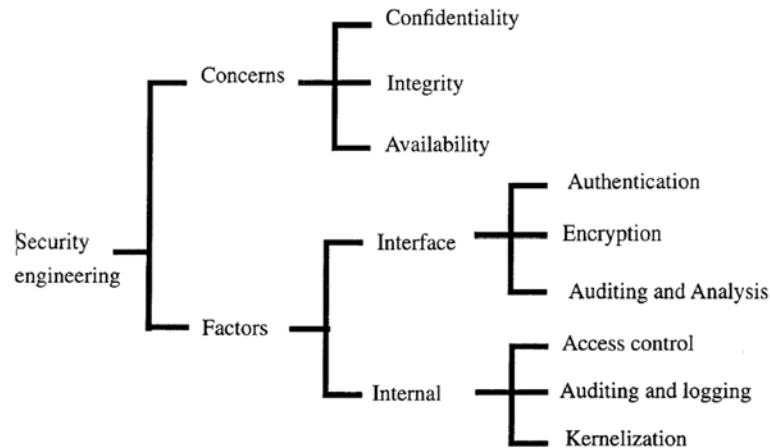 Confidentiality
Concerns
Integrity
Availability
Security
engineering
Factors
Interface
Authentication
Encryption
Auditing and Analysis
Internal
Access control
Auditing and logging
Kernelization